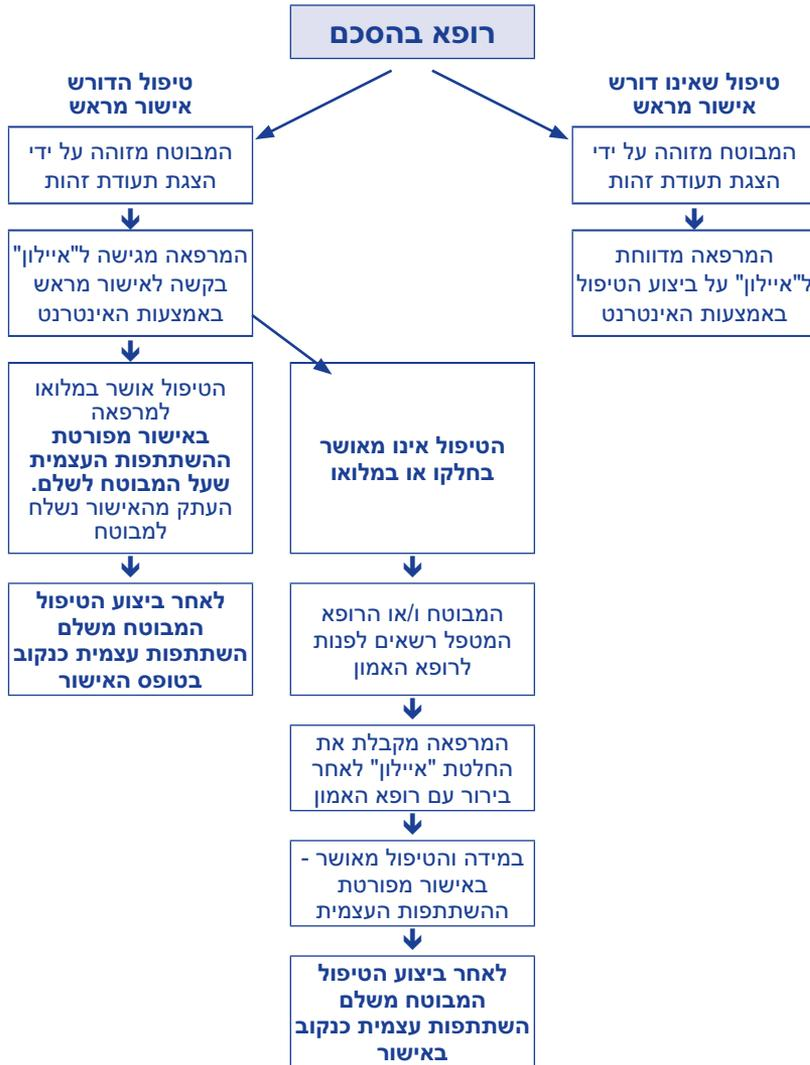 רופא בהסכם
טיפול שאינו דורש
אישור מראש
המבוטח מזוהה על ידי
הצגת תעודת זהות
המרפאה מדווחת
ל"איילון" על ביצוע הטיפול
באמצעות האינטרנט
טיפול הדורש
אישור מראש
המבוטח מזוהה על ידי
הצגת תעודת זהות
המרפאה מגישה ל"איילון"
בקשה לאישור מראש
באמצעות האינטרנט
הטיפול אושר במלואו
למרפאה
באישור מפורטת
ההשתתפות העצמית
שעל המבוטח לשלם.
העתק מהאישור נשלח
למבוטח
לאחר ביצוע הטיפול
המבוטח משלם
השתתפות עצמית כנקוב
בטופס האישור
הטיפול אינו מאושר
בחלקו או במלואו
המבוטח ו/או הרופא
המטפל רשאים לפנות
לרופא האמון
המרפאה מקבלת את
החלטת "איילון" לאחר
בירור עם רופא האמון
במידה והטיפול מאושר -
באישור מפורטת
ההשתתפות העצמית
לאחר ביצוע הטיפול
המבוטח משלם
השתתפות עצמית כנקוב
באישור